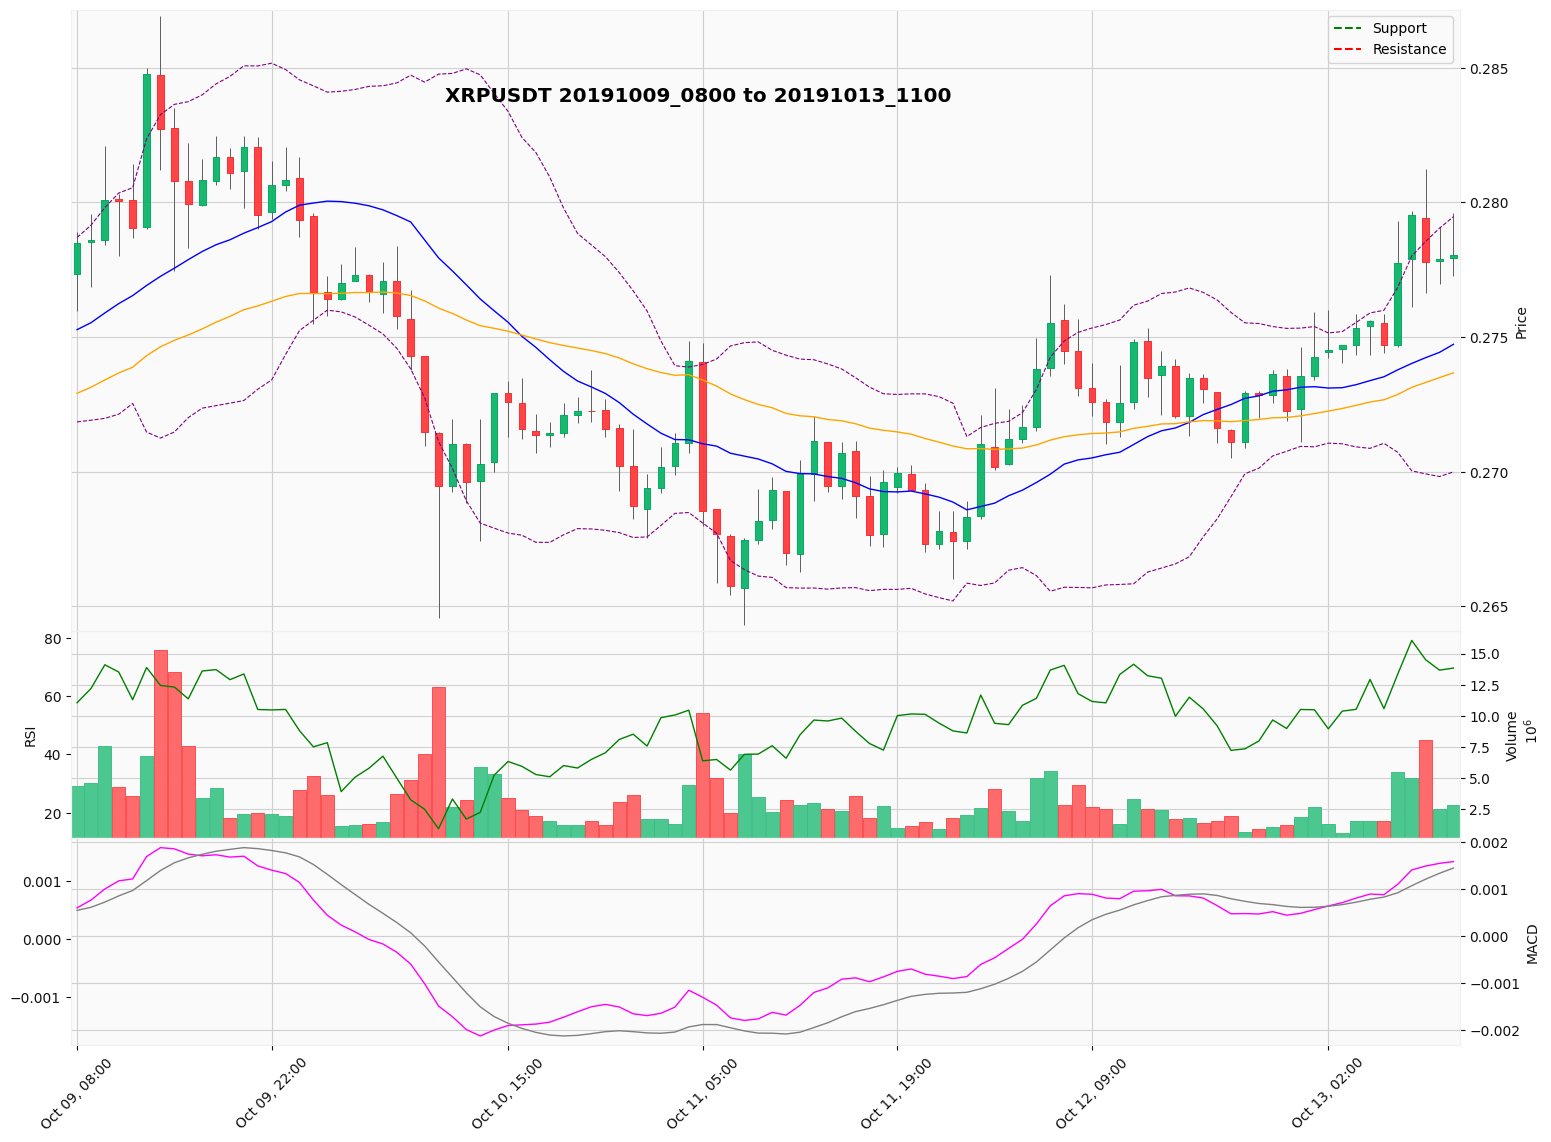 Support
Resistance
XRPUSDT 20191009_0800 to 20191013_1100
0.285
0.280
0.275
0.270
0.265
Price
80
60
40
20
RSI
15.0
12.5
10.0
7.5
5.0
2.5
Volume
10^6
0.001
0.000
−0.001
0.002
0.001
0.000
−0.001
−0.002
MACD
Oct 09, 08:00
Oct 09, 22:00
Oct 10, 15:00
Oct 11, 05:00
Oct 11, 19:00
Oct 12, 09:00
Oct 13, 02:00